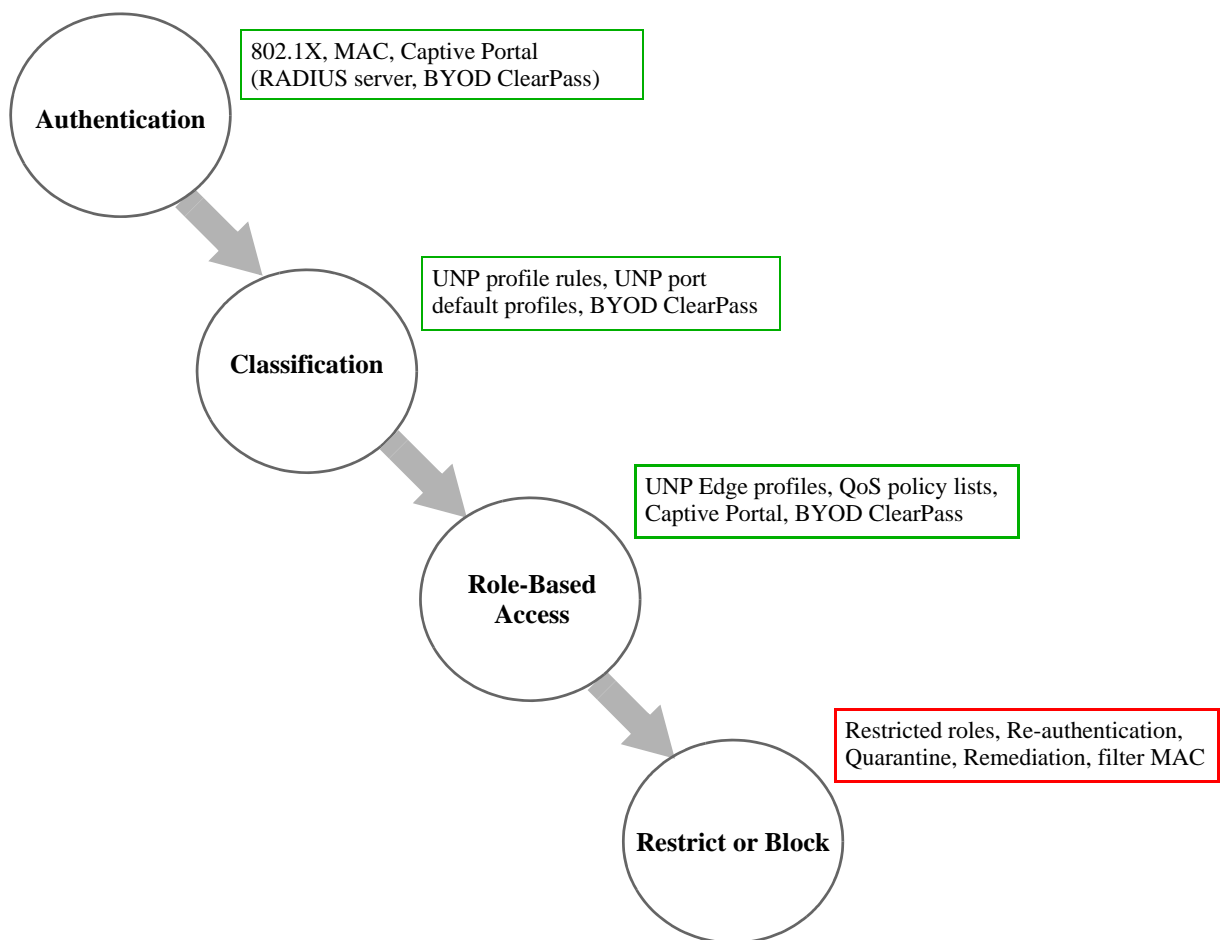 802.1X, MAC, Captive Portal
(RADIUS server, BYOD ClearPass)
Authentication
UNP profile rules, UNP port
default profiles, BYOD ClearPass
Classification
UNP Edge profiles, QoS policy lists,
Captive Portal, BYOD ClearPass
Role-Based
Access
Restricted roles, Re-authentication,
Quarantine, Remediation, filter MAC
Restrict or Block